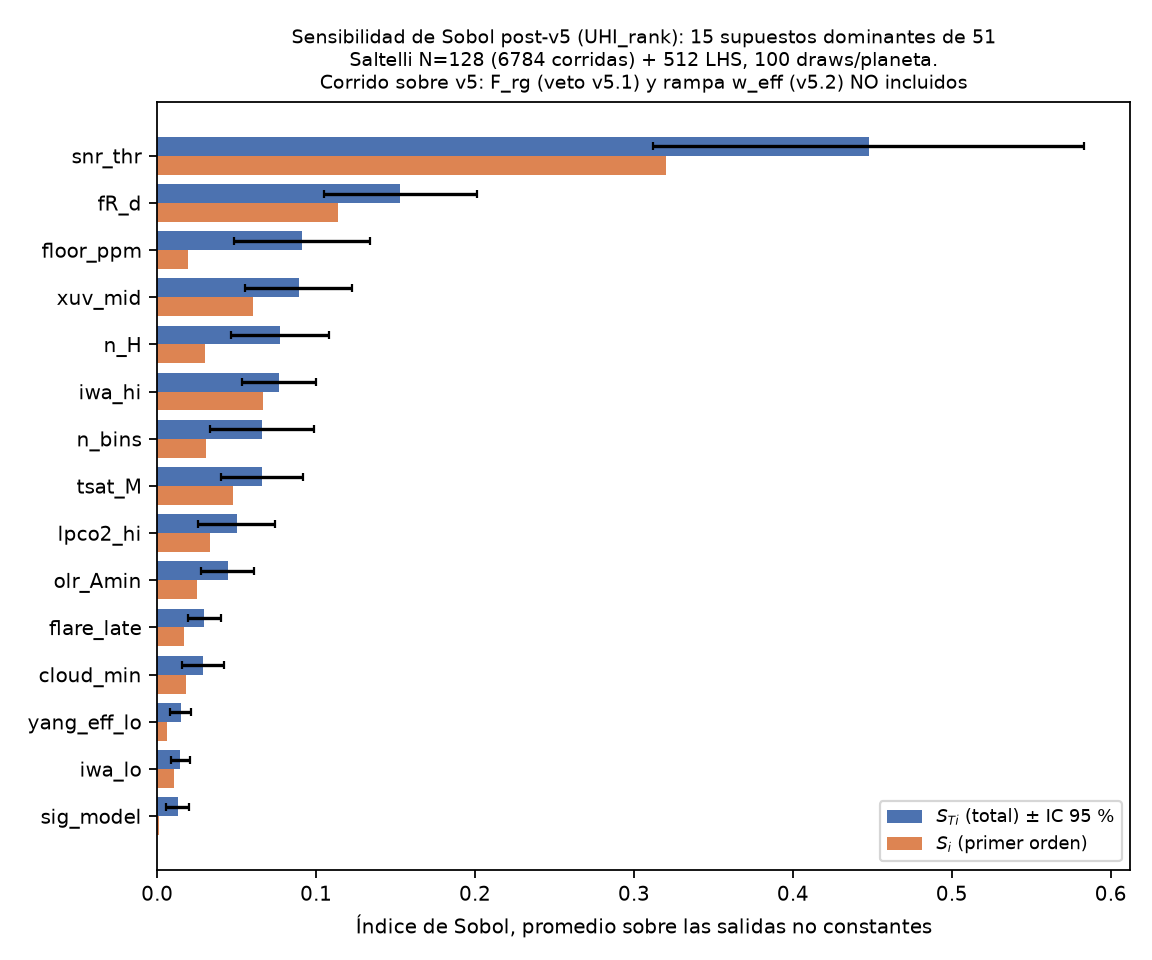 Sensibilidad de Sobol post-v5 (UHI_rank): 15 supuestos dominantes de 51
Saltelli N=128 (6784 corridas) + 512 LHS, 100 draws/planeta.
Corrido sobre v5: F_rg (veto v5.1) y rampa w_eff (v5.2) NO incluidos
snr_thr
fR_d
floor_ppm
xuv_mid
n_H
iwa_hi
n_bins
tsat_M
lpco2_hi
olr_Amin
flare_late
cloud_min
yang_eff_lo
iwa_lo
sig_model
S_{Ti} (total) ± IC 95 %
S_i (primer orden)
0.0 0.1 0.2 0.3 0.4 0.5 0.6
Índice de Sobol, promedio sobre las salidas no constantes